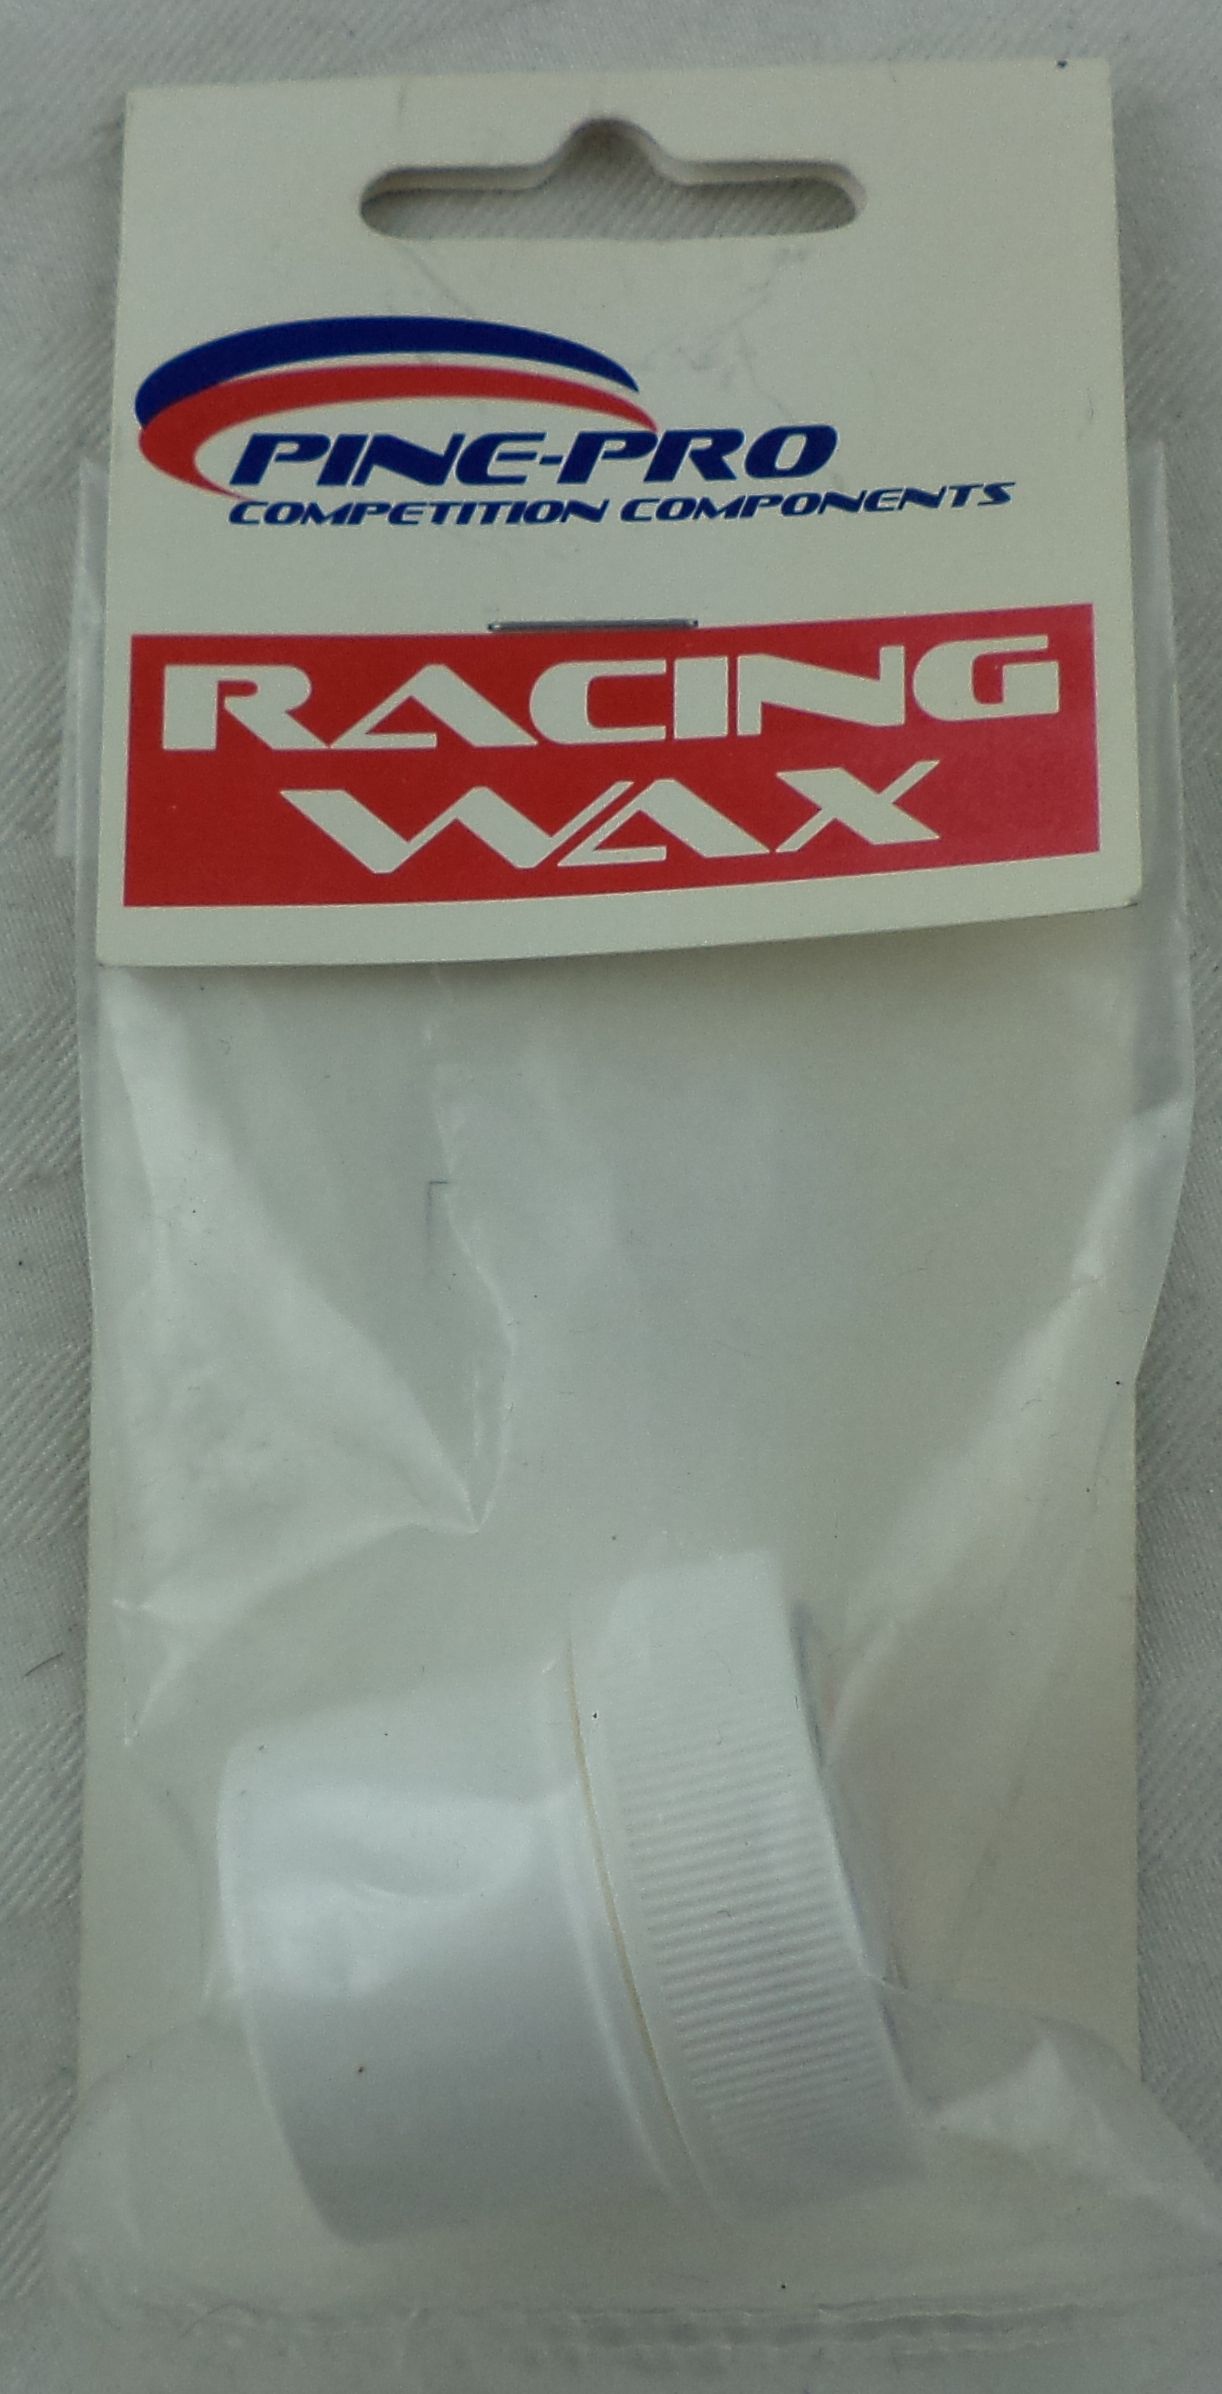 PINE-PRO
COMPETITION COMPONENTS
RACING
WAX